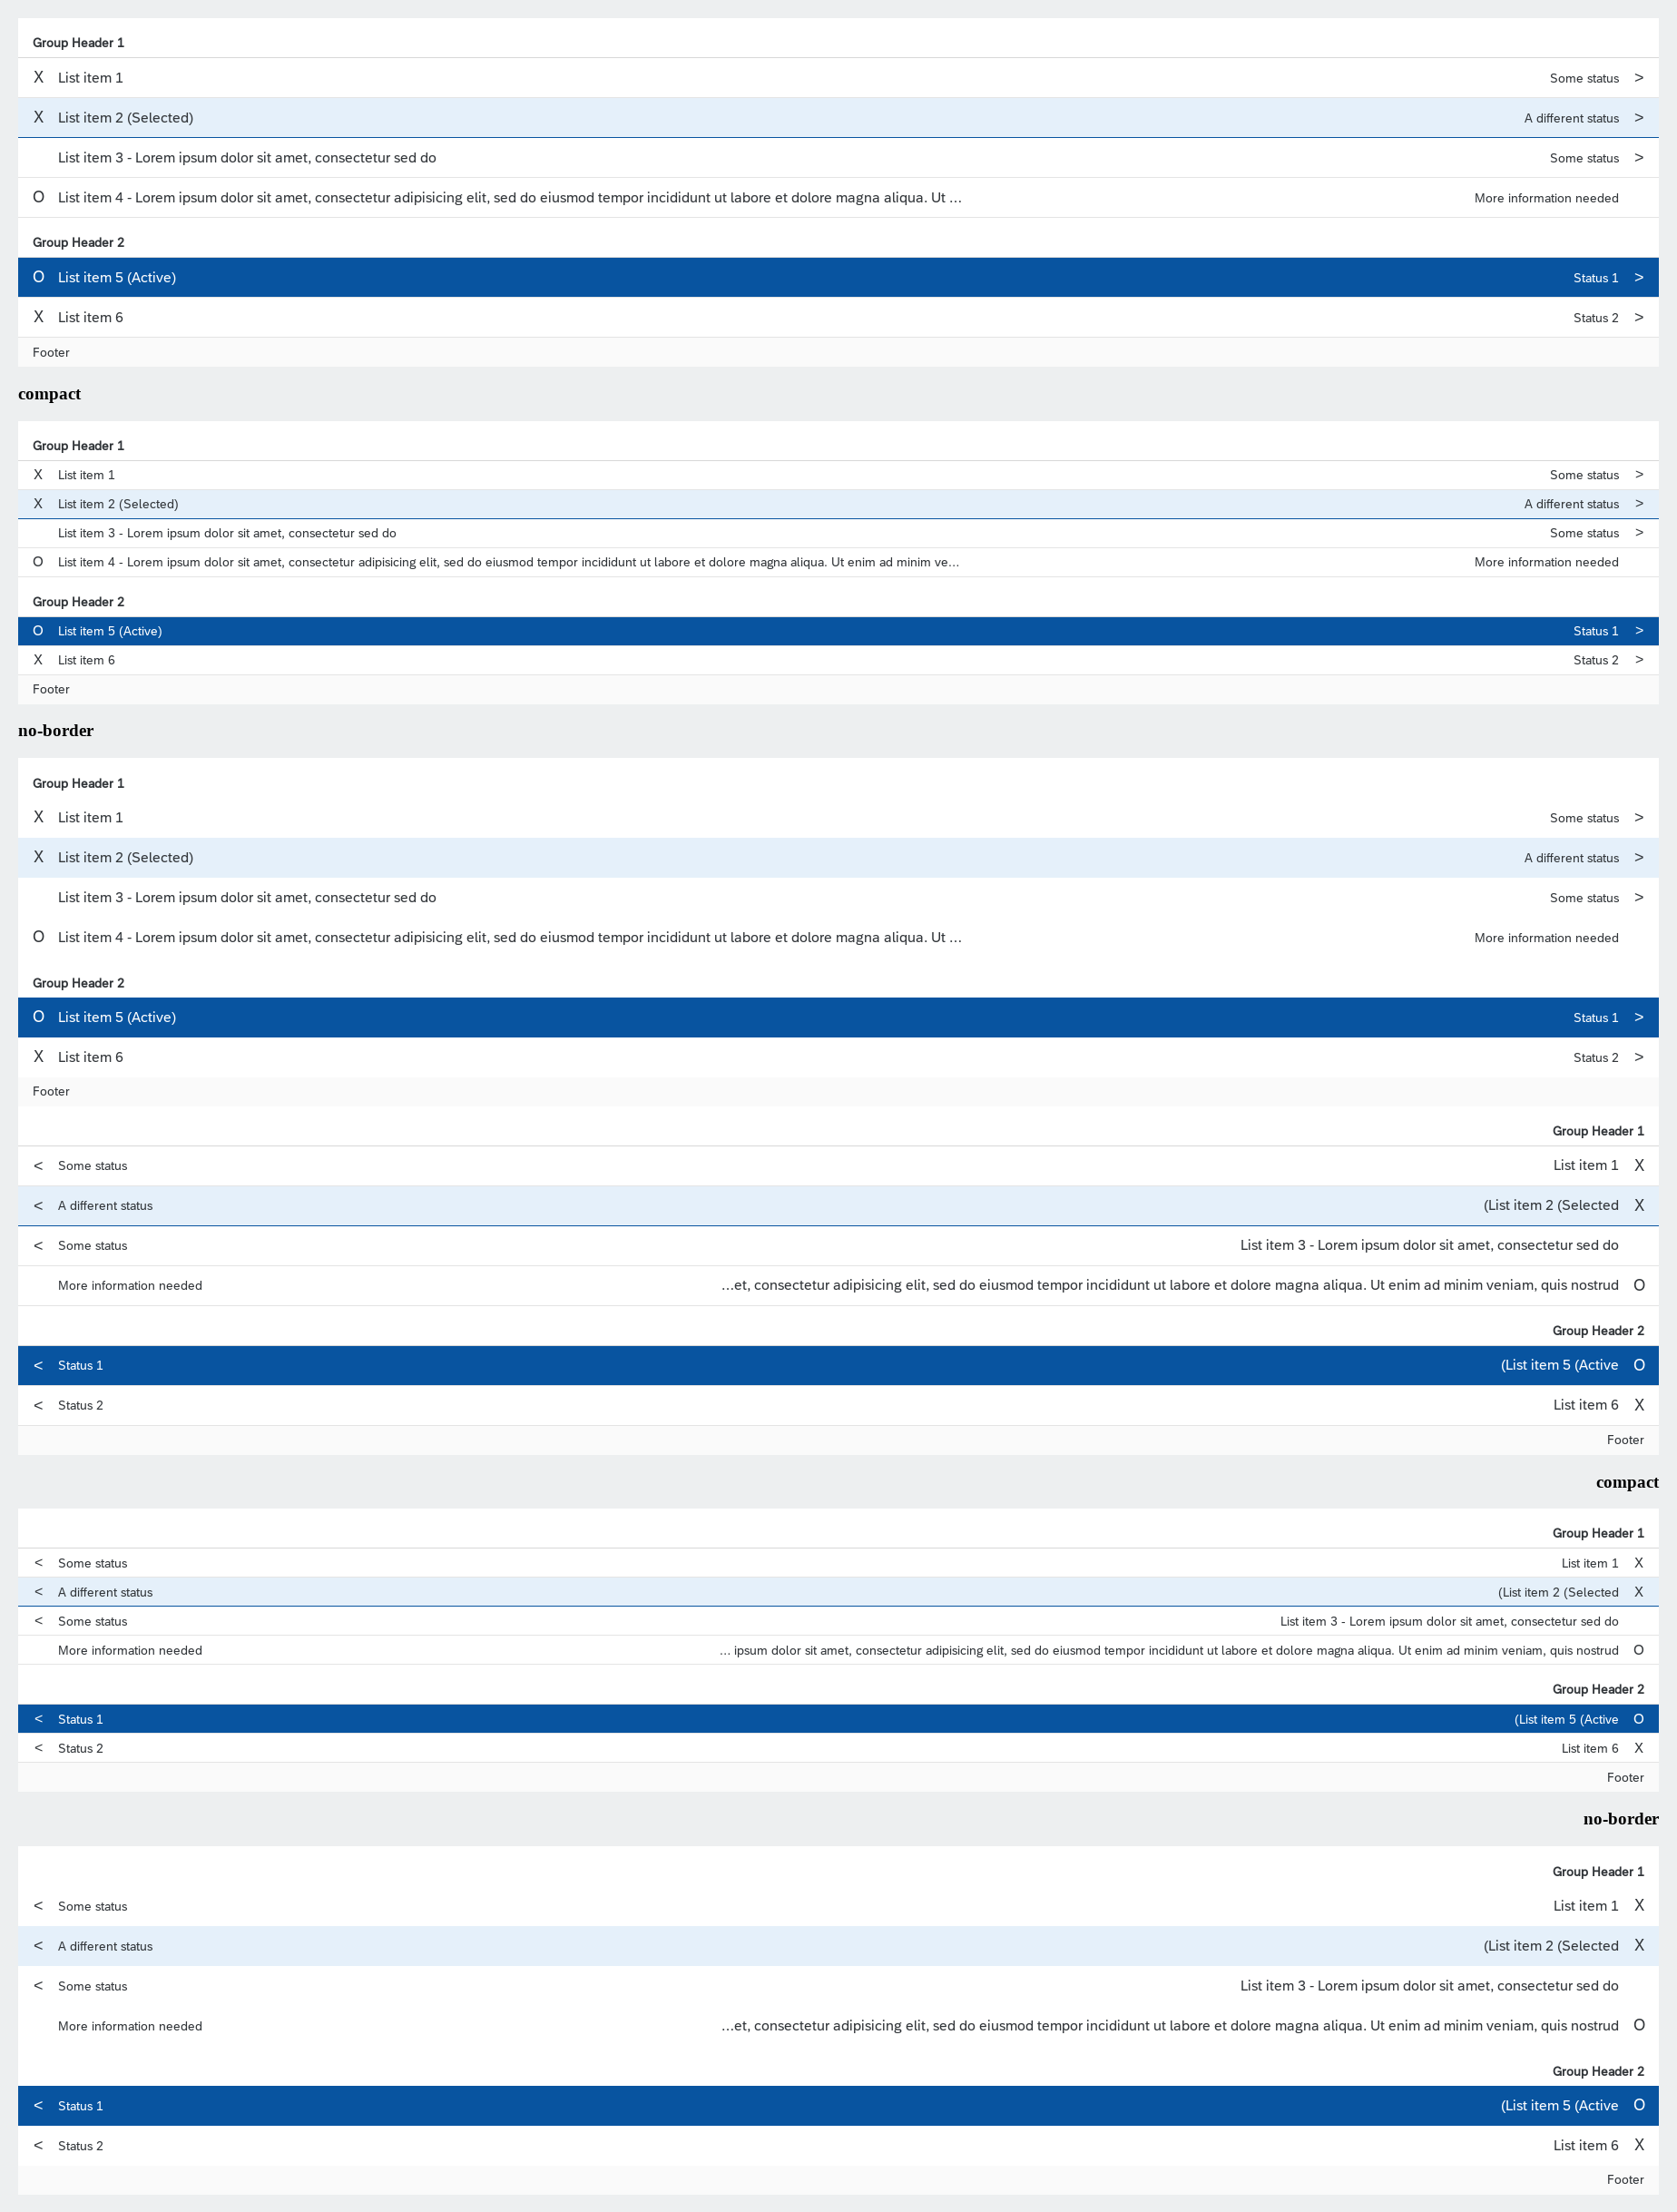 Group Header 1
X List item 1 Some status >
X List item 2 (Selected) A different status >
List item 3 - Lorem ipsum dolor sit amet, consectetur sed do Some status >
O List item 4 - Lorem ipsum dolor sit amet, consectetur adipisicing elit, sed do eiusmod tempor incididunt ut labore et dolore magna aliqua. Ut ... More information needed
Group Header 2
O List item 5 (Active) Status 1 >
X List item 6 Status 2 >
Footer
compact
Group Header 1
X List item 1 Some status >
X List item 2 (Selected) A different status >
List item 3 - Lorem ipsum dolor sit amet, consectetur sed do Some status >
O List item 4 - Lorem ipsum dolor sit amet, consectetur adipisicing elit, sed do eiusmod tempor incididunt ut labore et dolore magna aliqua. Ut enim ad minim ve... More information needed
Group Header 2
O List item 5 (Active) Status 1 >
X List item 6 Status 2 >
Footer
no-border
Group Header 1
X List item 1 Some status >
X List item 2 (Selected) A different status >
List item 3 - Lorem ipsum dolor sit amet, consectetur sed do Some status >
O List item 4 - Lorem ipsum dolor sit amet, consectetur adipisicing elit, sed do eiusmod tempor incididunt ut labore et dolore magna aliqua. Ut ... More information needed
Group Header 2
O List item 5 (Active) Status 1 >
X List item 6 Status 2 >
Footer
Group Header 1
< Some status List item 1 X
< A different status (List item 2 (Selected X
< Some status List item 3 - Lorem ipsum dolor sit amet, consectetur sed do
More information needed ...et, consectetur adipisicing elit, sed do eiusmod tempor incididunt ut labore et dolore magna aliqua. Ut enim ad minim veniam, quis nostrud O
Group Header 2
< Status 1 (List item 5 (Active O
< Status 2 List item 6 X
Footer
compact
Group Header 1
< Some status List item 1 X
< A different status (List item 2 (Selected X
< Some status List item 3 - Lorem ipsum dolor sit amet, consectetur sed do
More information needed ... ipsum dolor sit amet, consectetur adipisicing elit, sed do eiusmod tempor incididunt ut labore et dolore magna aliqua. Ut enim ad minim veniam, quis nostrud O
Group Header 2
< Status 1 (List item 5 (Active O
< Status 2 List item 6 X
Footer
no-border
Group Header 1
< Some status List item 1 X
< A different status (List item 2 (Selected X
< Some status List item 3 - Lorem ipsum dolor sit amet, consectetur sed do
More information needed ...et, consectetur adipisicing elit, sed do eiusmod tempor incididunt ut labore et dolore magna aliqua. Ut enim ad minim veniam, quis nostrud O
Group Header 2
< Status 1 (List item 5 (Active O
< Status 2 List item 6 X
Footer